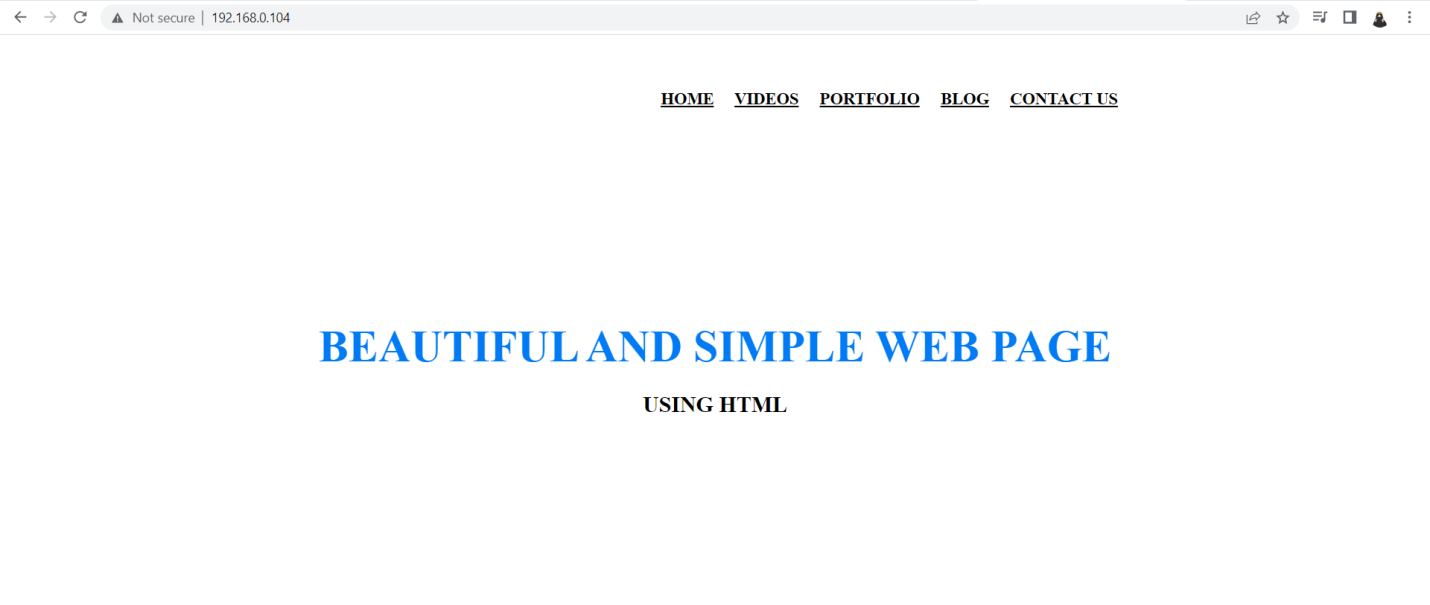 Not secure | 192.168.0.104
HOME VIDEOS PORTFOLIO BLOG CONTACT US
BEAUTIFUL AND SIMPLE WEB PAGE
USING HTML